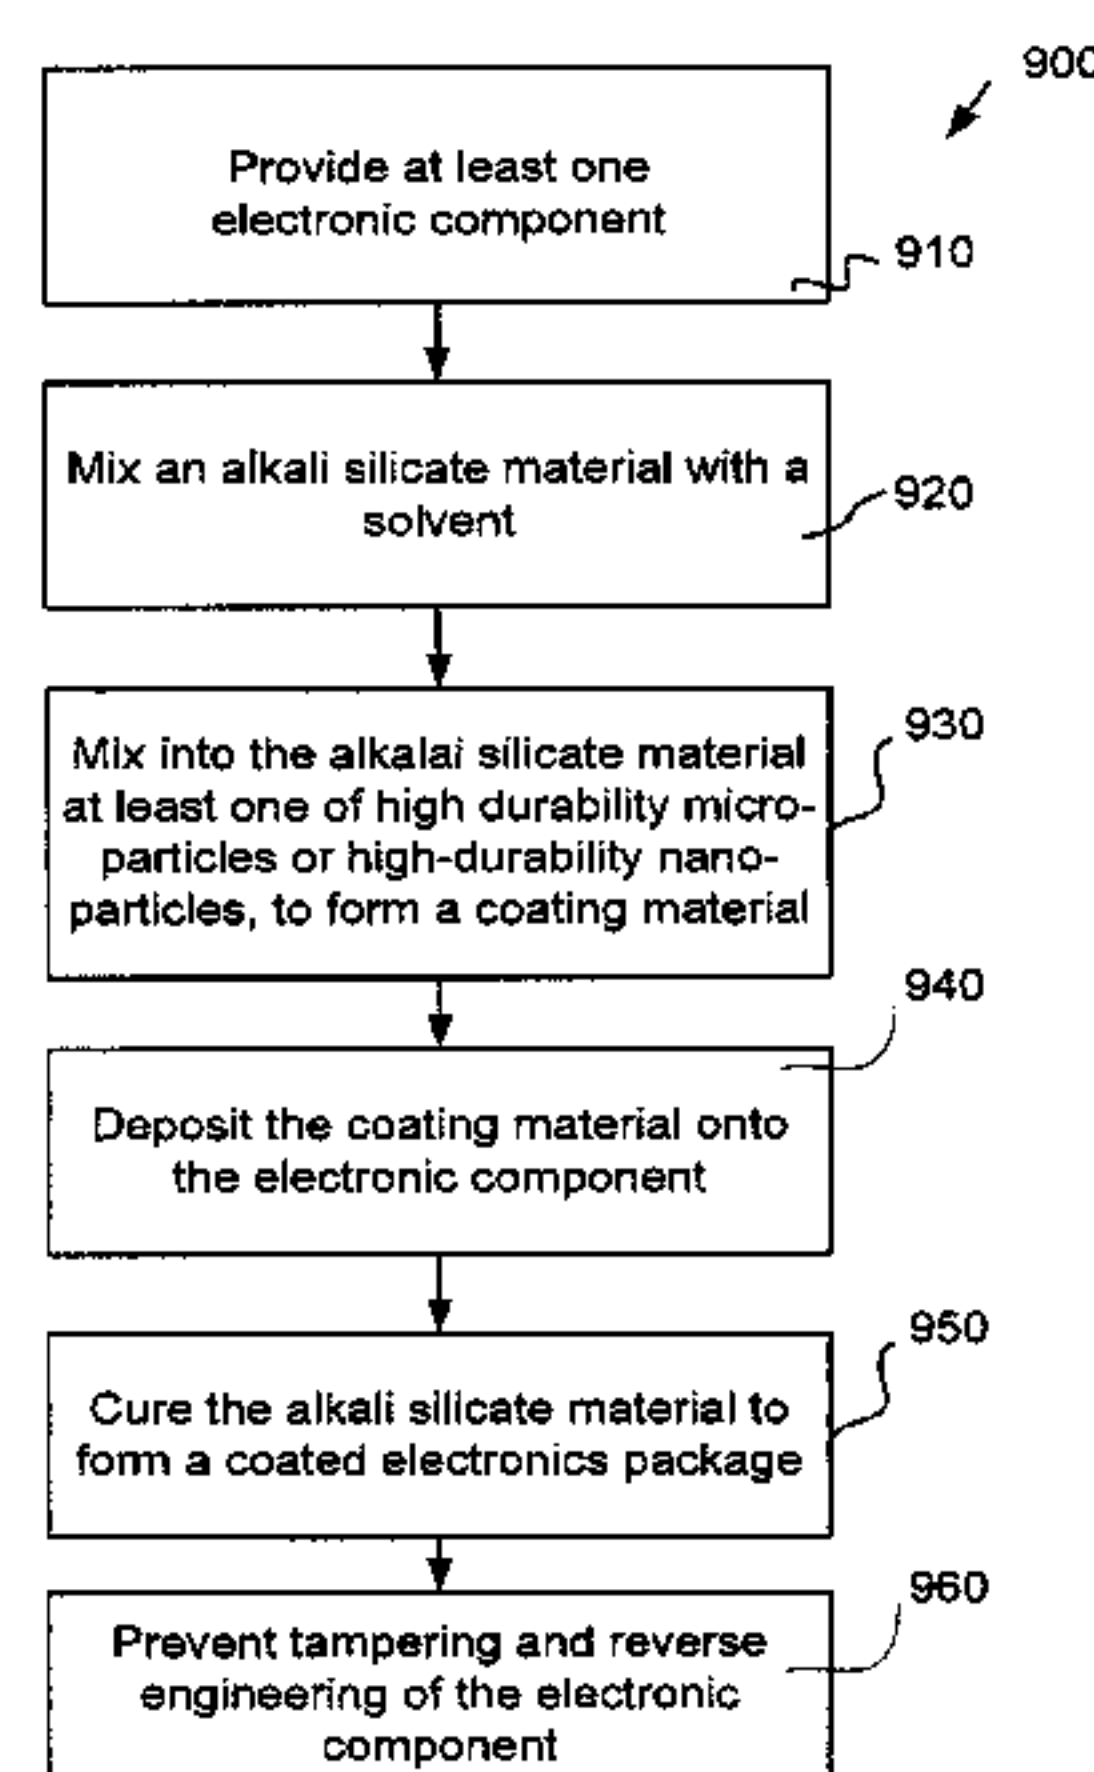 900
Provide at least one
electronic component
910
Mix an alkali silicate material with a
solvent
920
Mix into the alkalai silicate material
at least one of high durability micro-
particles or high-durability nano-
particles, to form a coating material
930
940
Deposit the coating material onto
the electronic component
950
Cure the alkali silicate material to
form a coated electronics package
960
Prevent tampering and reverse
engineering of the electronic
component